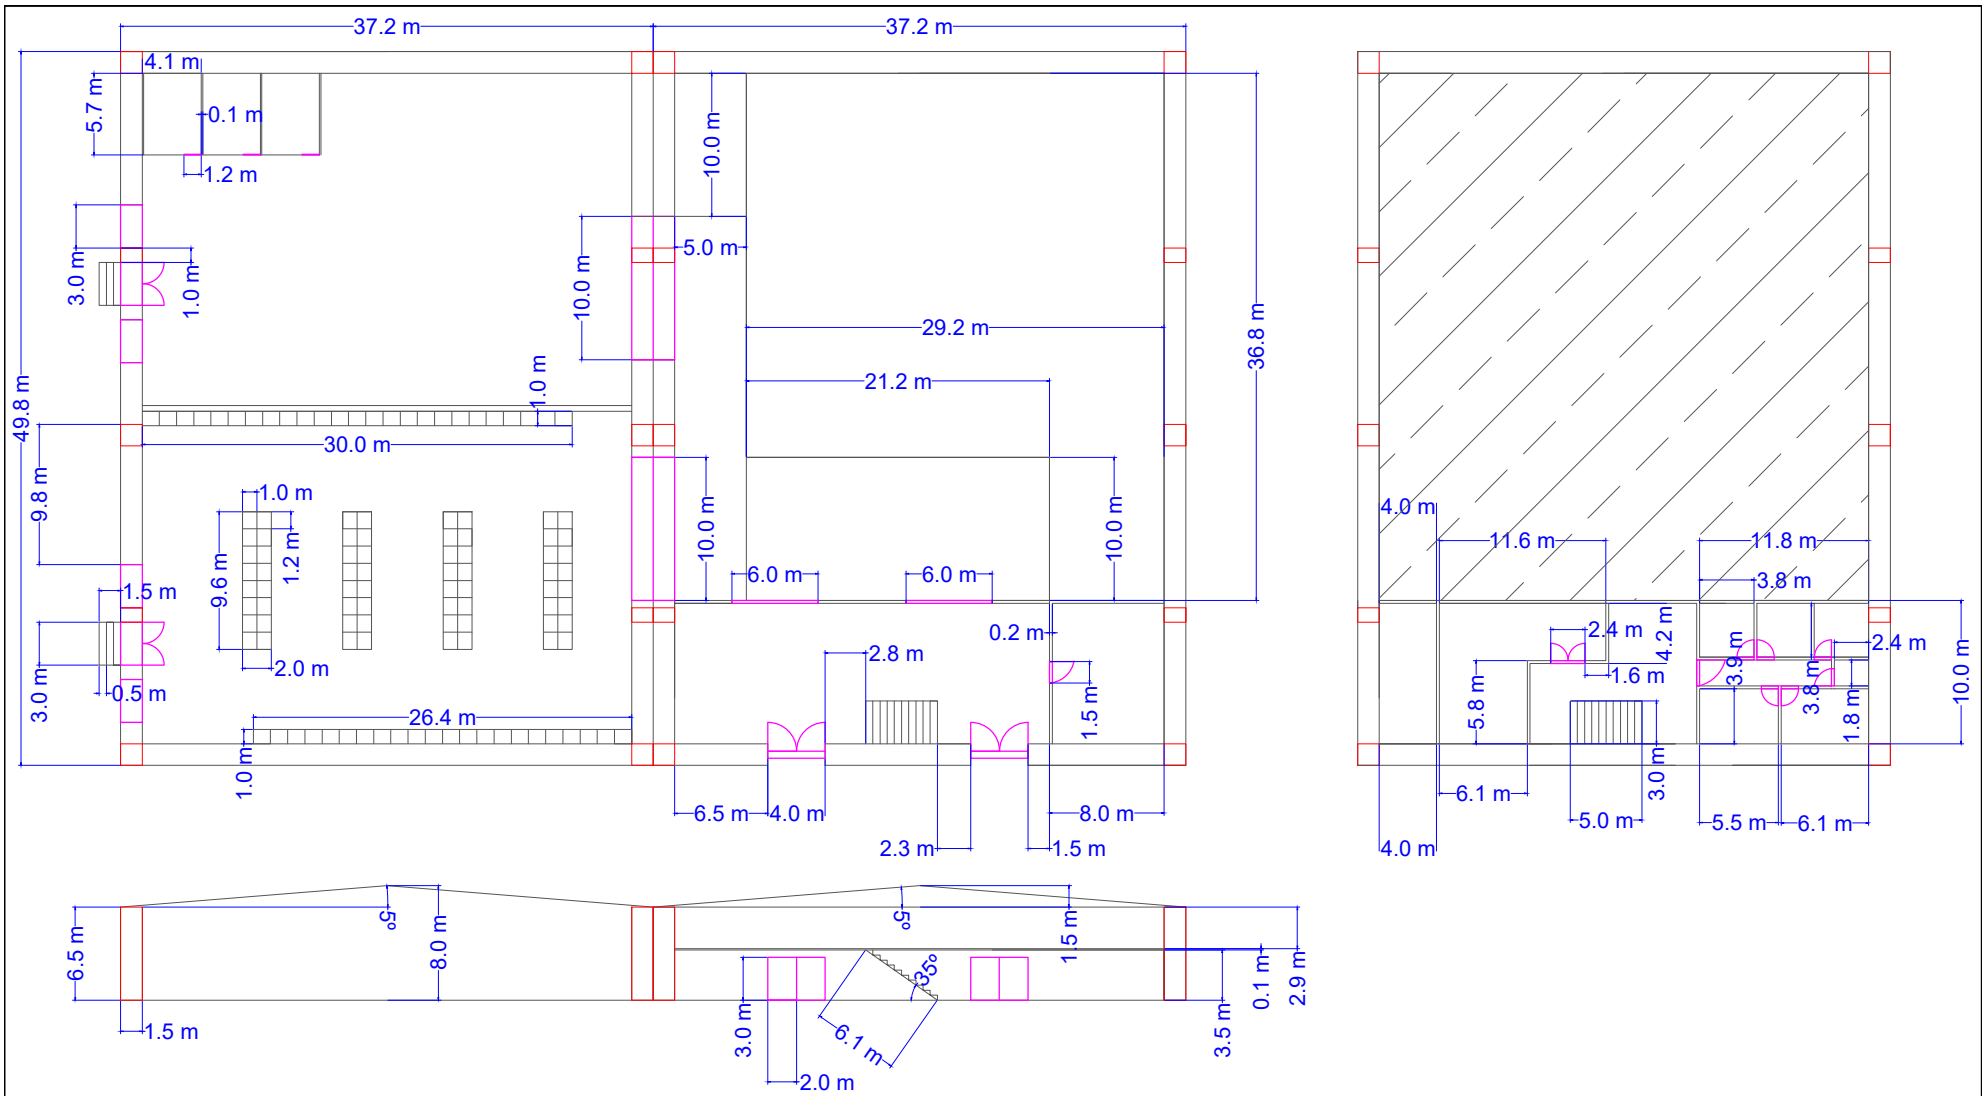 37.2 m
37.2 m
4.1 m
5.7 m
0.1 m
1.2 m
10.0 m
3.0 m
1.0 m
5.0 m
10.0 m
29.2 m
36.8 m
21.2 m
49.8 m
1.0 m
30.0 m
9.8 m
1.0 m
1.2 m
9.6 m
10.0 m
10.0 m
6.0 m
6.0 m
1.5 m
3.0 m
0.5 m
2.0 m
0.2 m
2.8 m
1.5 m
26.4 m
1.0 m
6.5 m
4.0 m
8.0 m
2.3 m
1.5 m
4.0 m
11.6 m
11.8 m
3.8 m
2.4 m
4.2 m
2.4 m
3.9 m
1.6 m
3.8 m
1.8 m
10.0 m
5.8 m
3.0 m
6.1 m
5.0 m
5.5 m
6.1 m
4.0 m
6.5 m
5º
8.0 m
5º
1.5 m
35º
0.1 m
2.9 m
1.5 m
3.0 m
6.1 m
3.5 m
2.0 m